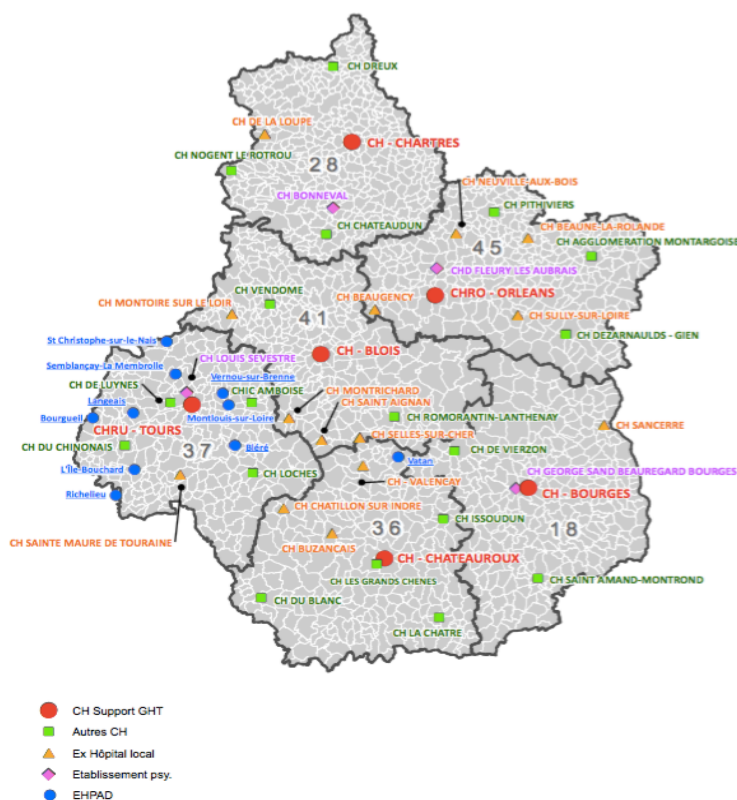 CH DREUX
CH DE LA LOUPE
CH - CHARTRES
CH NOGENT LE ROTROU
28
CH NEUVILLE-AUX-BOIS
CH BONNEVAL
CH PITHIVIERS
CH BEAUNE-LA-ROLANDE
CH CHATEAUDUN
45
CH AGGLOMERATION MONTARGOISE
CHD FLEURY LES AUBRAIS
CH VENDOME
CHRO - ORLEANS
CH MONTOIRE SUR LE LOIR
CH BEAUGENCY
41
CH SULLY-SUR-LOIRE
CH DEZARNAULDS - GIEN
St Christophe-sur-le-Nais
CH - BLOIS
CH LOUIS SEVESTRE
Semblançay-La Membrolle
Vernou-sur-Brenne
CH DE LUYNES
CHIC AMBOISE
CH MONTRICHARD
Langeais
CH SAINT AIGNAN
Bourgueil
Montlouis-sur-Loire
CH ROMORANTIN-LANTHENAY
CH SANCERRE
CHRU - TOURS
CH SELLES-SUR-CHER
CH DU CHINONAIS
37
Bléré
CH DE VIERZON
Vatan
L'Île-Bouchard
CH LOCHES
CH GEORGE SAND BEAUREGARD BOURGES
CH - VALENCAY
CH - BOURGES
Richelieu
CH CHATILLON SUR INDRE
CH ISSOUDUN
36
18
CH SAINTE MAURE DE TOURAINE
CH BUZANCAIS
CH - CHATEAUROUX
CH LES GRANDS CHENES
CH SAINT AMAND-MONTROND
CH DU BLANC
CH LA CHATRE
CH Support GHT
Autres CH
Ex Hôpital local
Etablissement psy.
EHPAD